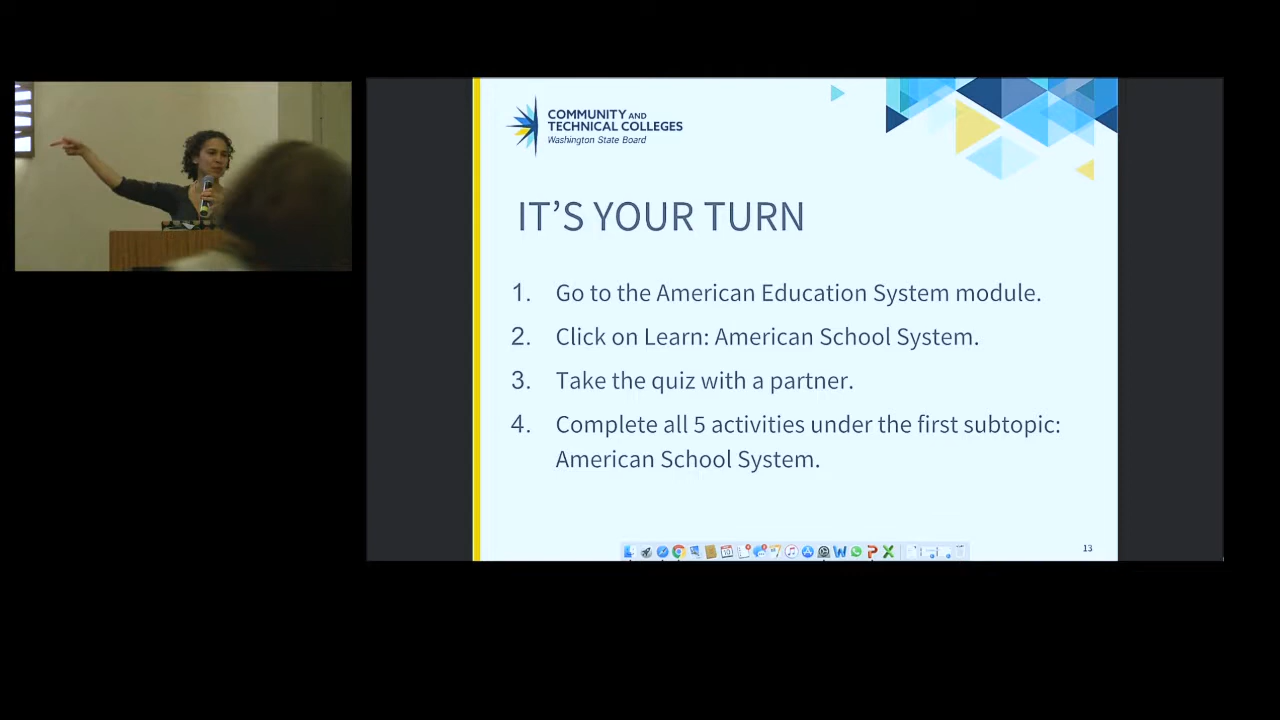 COMMUNITY AND
TECHNICAL COLLEGES
Washington State Board
IT’S YOUR TURN
1. Go to the American Education System module.
2. Click on Learn: American School System.
3. Take the quiz with a partner.
4. Complete all 5 activities under the first subtopic:
American School System.
13